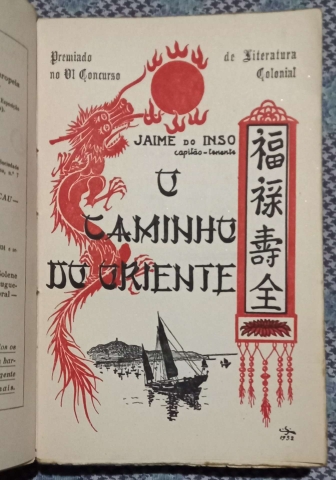 Premiado
no VI Concurso
de Literatura
Colonial
JAIME DO INSO
capitão-tenente
O
CAMINHO
DO ORIENTE
福
祿
壽
全
1932